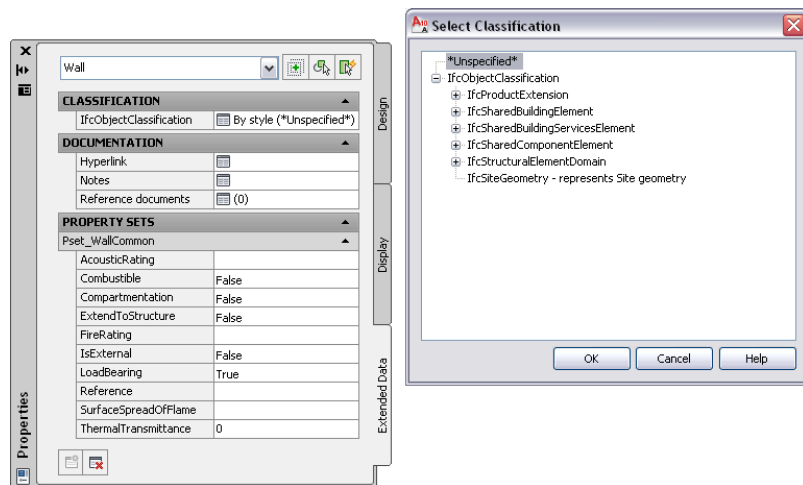 Wall
CLASSIFICATION
IfcObjectClassification By style (*Unspecified*)
DOCUMENTATION
Hyperlink
Notes
Reference documents (0)
PROPERTY SETS
Pset_WallCommon
AcousticRating
Combustible False
Compartmentation False
ExtendToStructure False
FireRating
IsExternal False
LoadBearing True
Reference
SurfaceSpreadOfFlame
ThermalTransmittance 0
Design
Display
Extended Data
Properties
Select Classification
*Unspecified*
IfcObjectClassification
IfcProductExtension
IfcSharedBuildingElement
IfcSharedBuildingServicesElement
IfcSharedComponentElement
IfcStructuralElementDomain
IfcSiteGeometry - represents Site geometry
OK Cancel Help